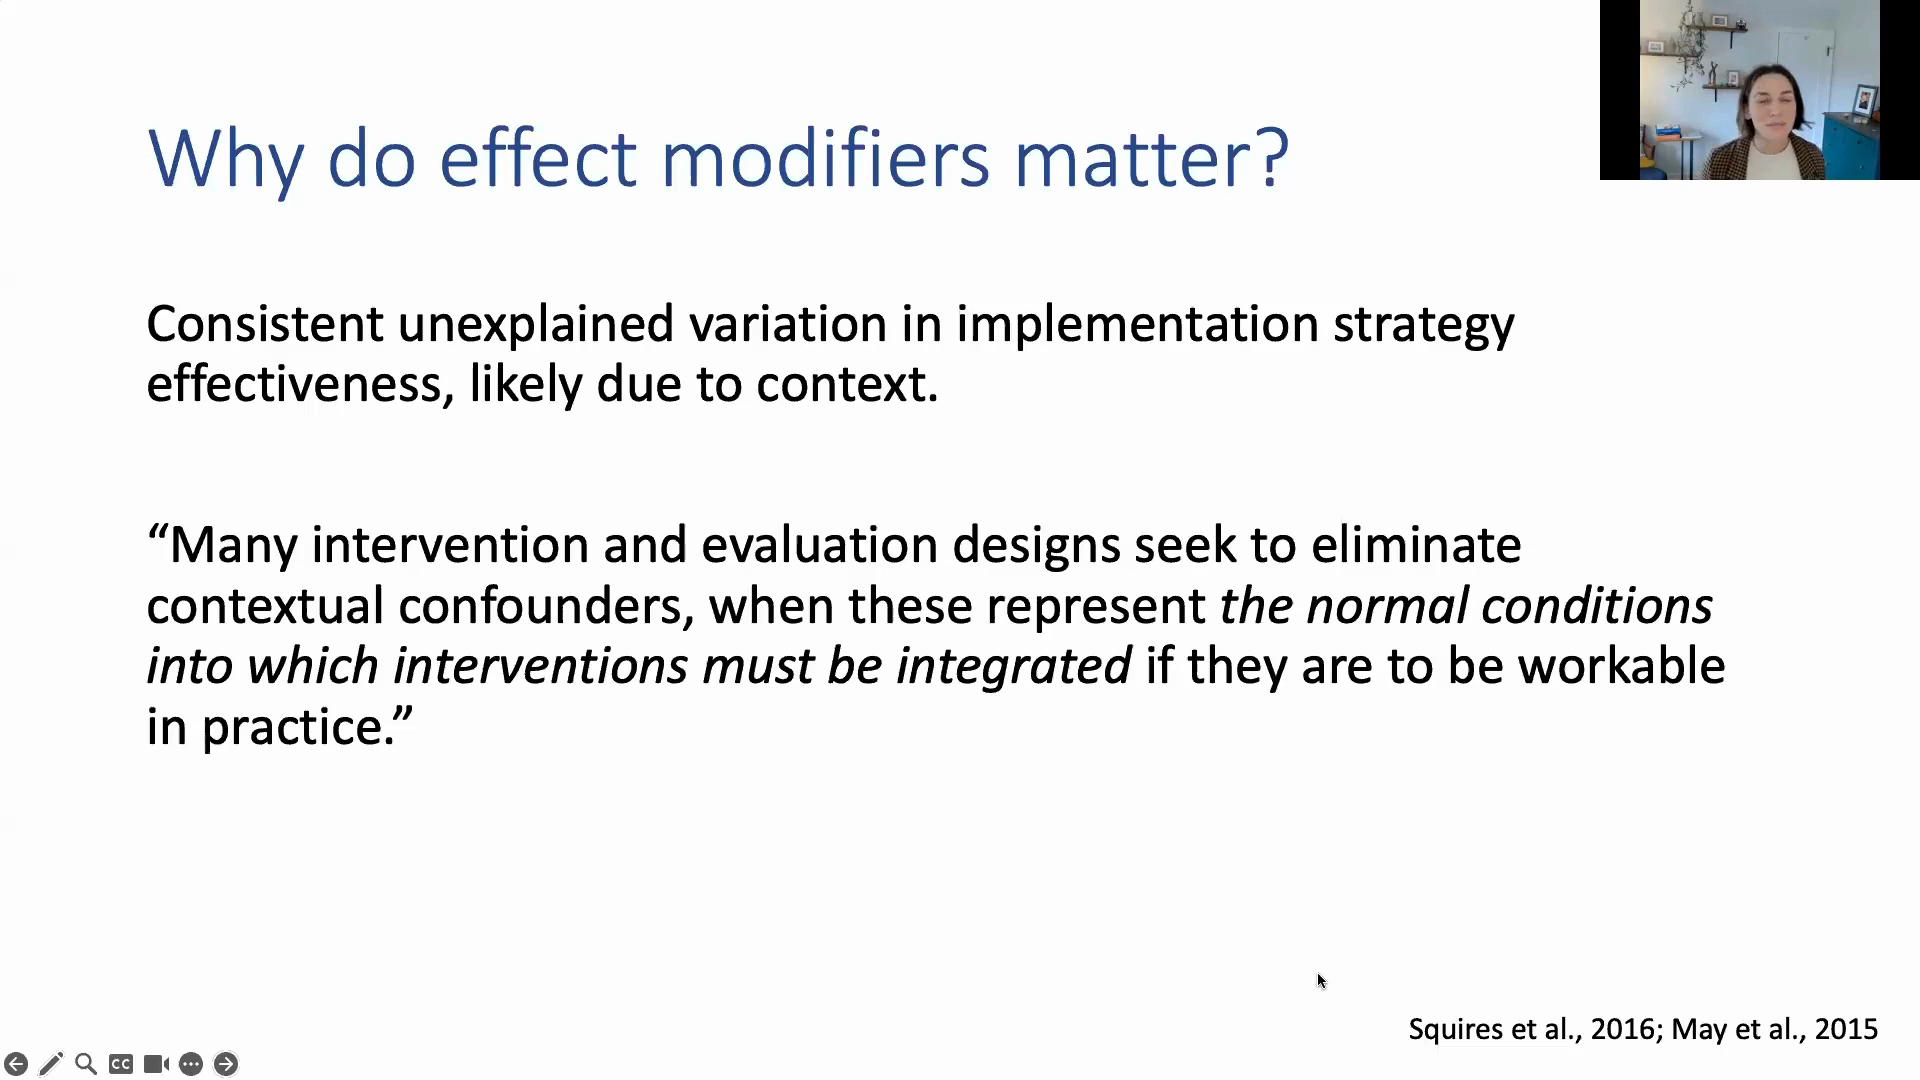 Why do effect modifiers matter?
Consistent unexplained variation in implementation strategy
effectiveness, likely due to context.
“Many intervention and evaluation designs seek to eliminate
contextual confounders, when these represent the normal conditions
into which interventions must be integrated if they are to be workable
in practice.”
Squires et al., 2016; May et al., 2015
CC